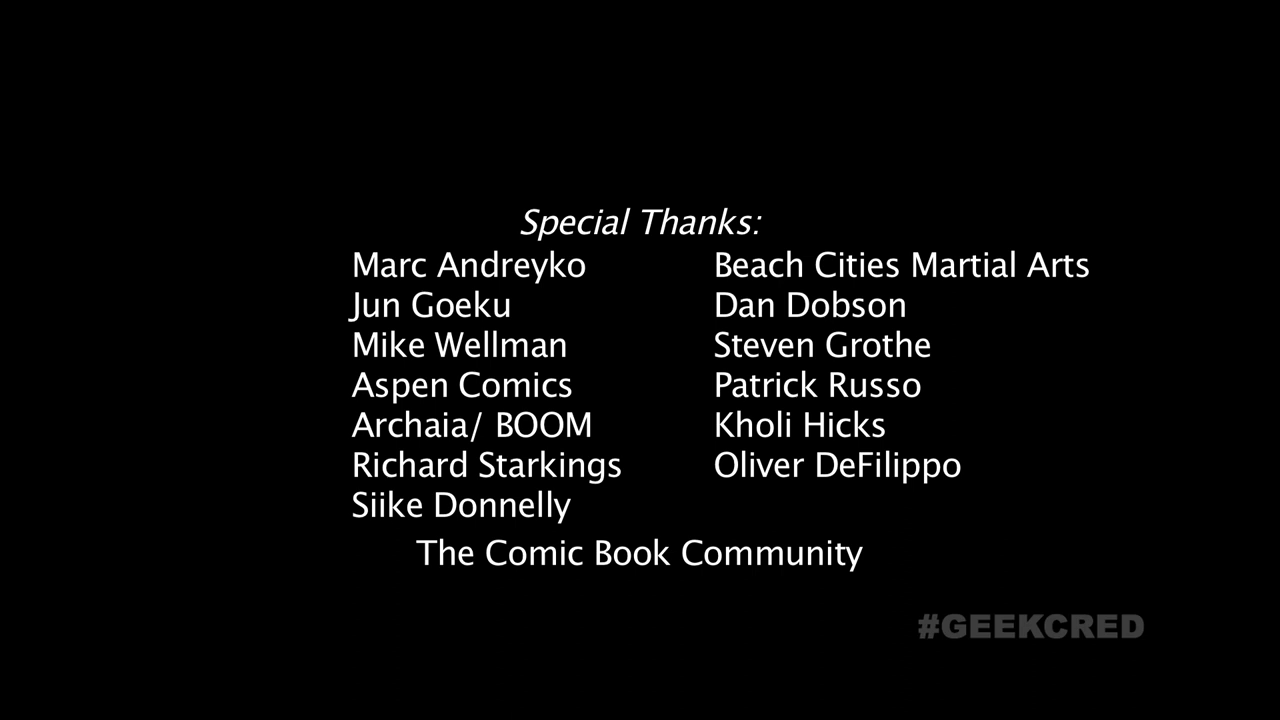 Special Thanks:
Marc Andreyko
Jun Goeku
Mike Wellman
Aspen Comics
Archaia/ BOOM
Richard Starkings
Siike Donnelly
Beach Cities Martial Arts
Dan Dobson
Steven Grothe
Patrick Russo
Kholi Hicks
Oliver DeFilippo
The Comic Book Community
#GEEKCRED